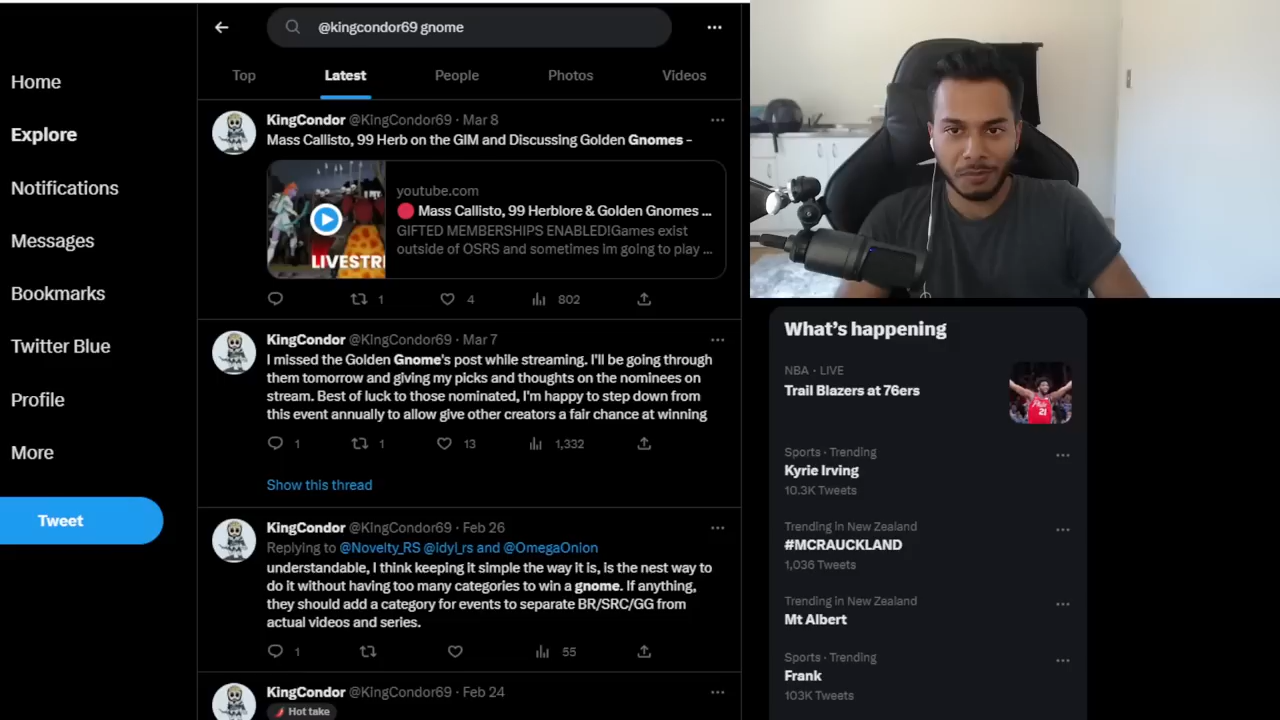 @kingcondor69 gnome
Top
Latest
People
Photos
Videos
Home
Explore
Notifications
Messages
Bookmarks
Twitter Blue
Profile
More
Tweet
KingCondor @KingCondor69 · Mar 8
Mass Callisto, 99 Herb on the GIM and Discussing Golden Gnomes -
LIVESTRE
youtube.com
🔴 Mass Callisto, 99 Herblore & Golden Gnomes ...
GIFTED MEMBERSHIPS ENABLED!Games exist
outside of OSRS and sometimes im going to play ...
1
4
802
KingCondor @KingCondor69 · Mar 7
I missed the Golden Gnome's post while streaming. I'll be going through
them tomorrow and giving my picks and thoughts on the nominees on
stream. Best of luck to those nominated, I'm happy to step down from
this event annually to allow give other creators a fair chance at winning
1
1
13
1,332
Show this thread
KingCondor @KingCondor69 · Feb 26
Replying to @Novelty_RS @idyl_rs and @OmegaOnion
understandable, I think keeping it simple the way it is, is the nest way to
do it without having too many categories to win a gnome. If anything,
they should add a category for events to separate BR/SRC/GG from
actual videos and series.
1
55
KingCondor @KingCondor69 · Feb 24
🌶️ Hot take
What's happening
NBA · LIVE
Trail Blazers at 76ers
21
Sports · Trending
Kyrie Irving
10.3K Tweets
Trending in New Zealand
#MCRAUCKLAND
1,036 Tweets
Trending in New Zealand
Mt Albert
Sports · Trending
Frank
103K Tweets